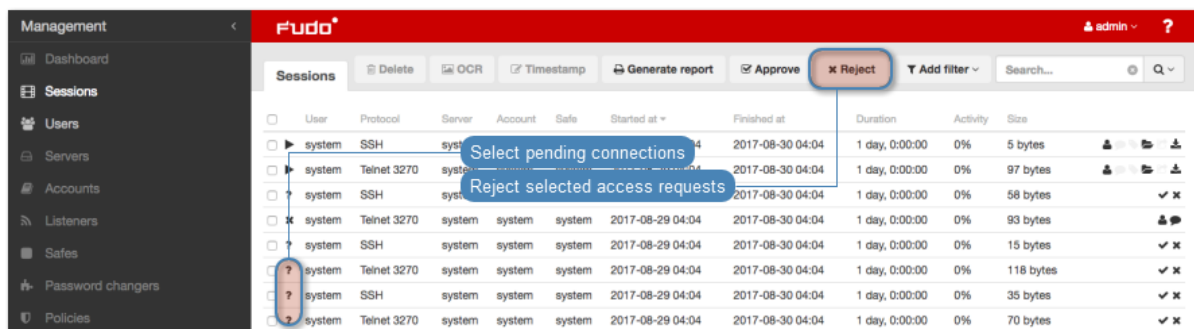 Management
Fudo
admin
?
Dashboard
Sessions
Users
Servers
Accounts
Listeners
Safes
Password changers
Policies
Sessions Delete OCR Timestamp Generate report Approve Reject Add filter Search...
User Protocol Server Account Safe Started at Finished at Duration Activity Size
system SSH 2017-08-30 04:04 1 day, 0:00:00 0% 5 bytes
Select pending connections
system Telnet 3270 2017-08-30 04:04 1 day, 0:00:00 0% 97 bytes
Reject selected access requests
? system SSH 2017-08-30 04:04 1 day, 0:00:00 0% 58 bytes
system Telnet 3270 system system system 2017-08-29 04:04 2017-08-30 04:04 1 day, 0:00:00 0% 93 bytes
? system SSH system system system 2017-08-29 04:04 2017-08-30 04:04 1 day, 0:00:00 0% 15 bytes
? system Telnet 3270 system system system 2017-08-29 04:04 2017-08-30 04:04 1 day, 0:00:00 0% 118 bytes
? system SSH system system system 2017-08-29 04:04 2017-08-30 04:04 1 day, 0:00:00 0% 35 bytes
? system Telnet 3270 system system system 2017-08-29 04:04 2017-08-30 04:04 1 day, 0:00:00 0% 70 bytes